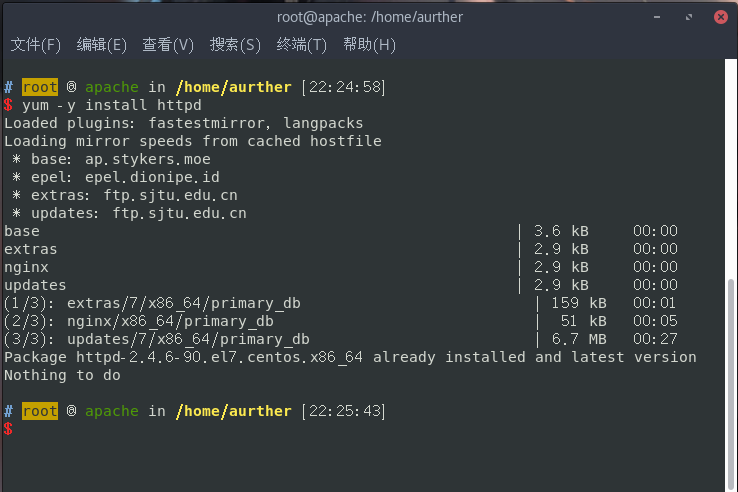 root@apache: /home/aurther
文件(F) 编辑(E) 查看(V) 搜索(S) 终端(T) 帮助(H)
# root @ apache in /home/aurther [22:24:58]
$ yum -y install httpd
Loaded plugins: fastestmirror, langpacks
Loading mirror speeds from cached hostfile
 * base: ap.stykers.moe
 * epel: epel.dionipe.id
 * extras: ftp.sjtu.edu.cn
 * updates: ftp.sjtu.edu.cn
base | 3.6 kB 00:00
extras | 2.9 kB 00:00
nginx | 2.9 kB 00:00
updates | 2.9 kB 00:00
(1/3): extras/7/x86_64/primary_db | 159 kB 00:01
(2/3): nginx/x86_64/primary_db | 51 kB 00:05
(3/3): updates/7/x86_64/primary_db | 6.7 MB 00:27
Package httpd-2.4.6-90.el7.centos.x86_64 already installed and latest version
Nothing to do
# root @ apache in /home/aurther [22:25:43]
$